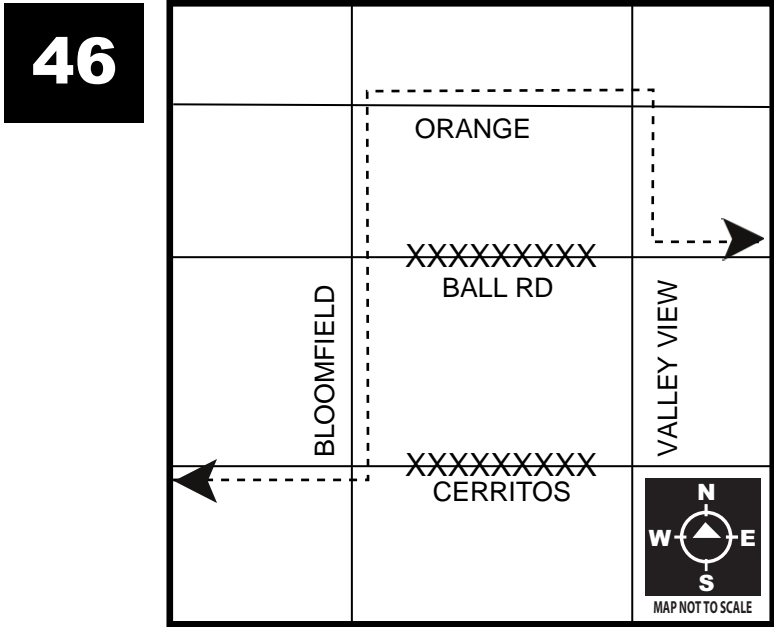 46
ORANGE
XXXXXXXXX
BALL RD
BLOOMFIELD
VALLEY VIEW
XXXXXXXXX
CERRITOS
N
W E
S
MAP NOT TO SCALE